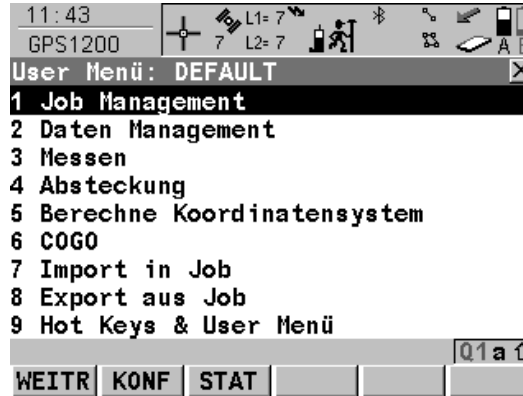 11:43
L1= 7
GPS1200
7 L2= 7
A
User Menü: DEFAULT
1 Job Management
2 Daten Management
3 Messen
4 Absteckung
5 Berechne Koordinatensystem
6 COGO
7 Import in Job
8 Export aus Job
9 Hot Keys & User Menü
Q1 a
WEITR KONF STAT